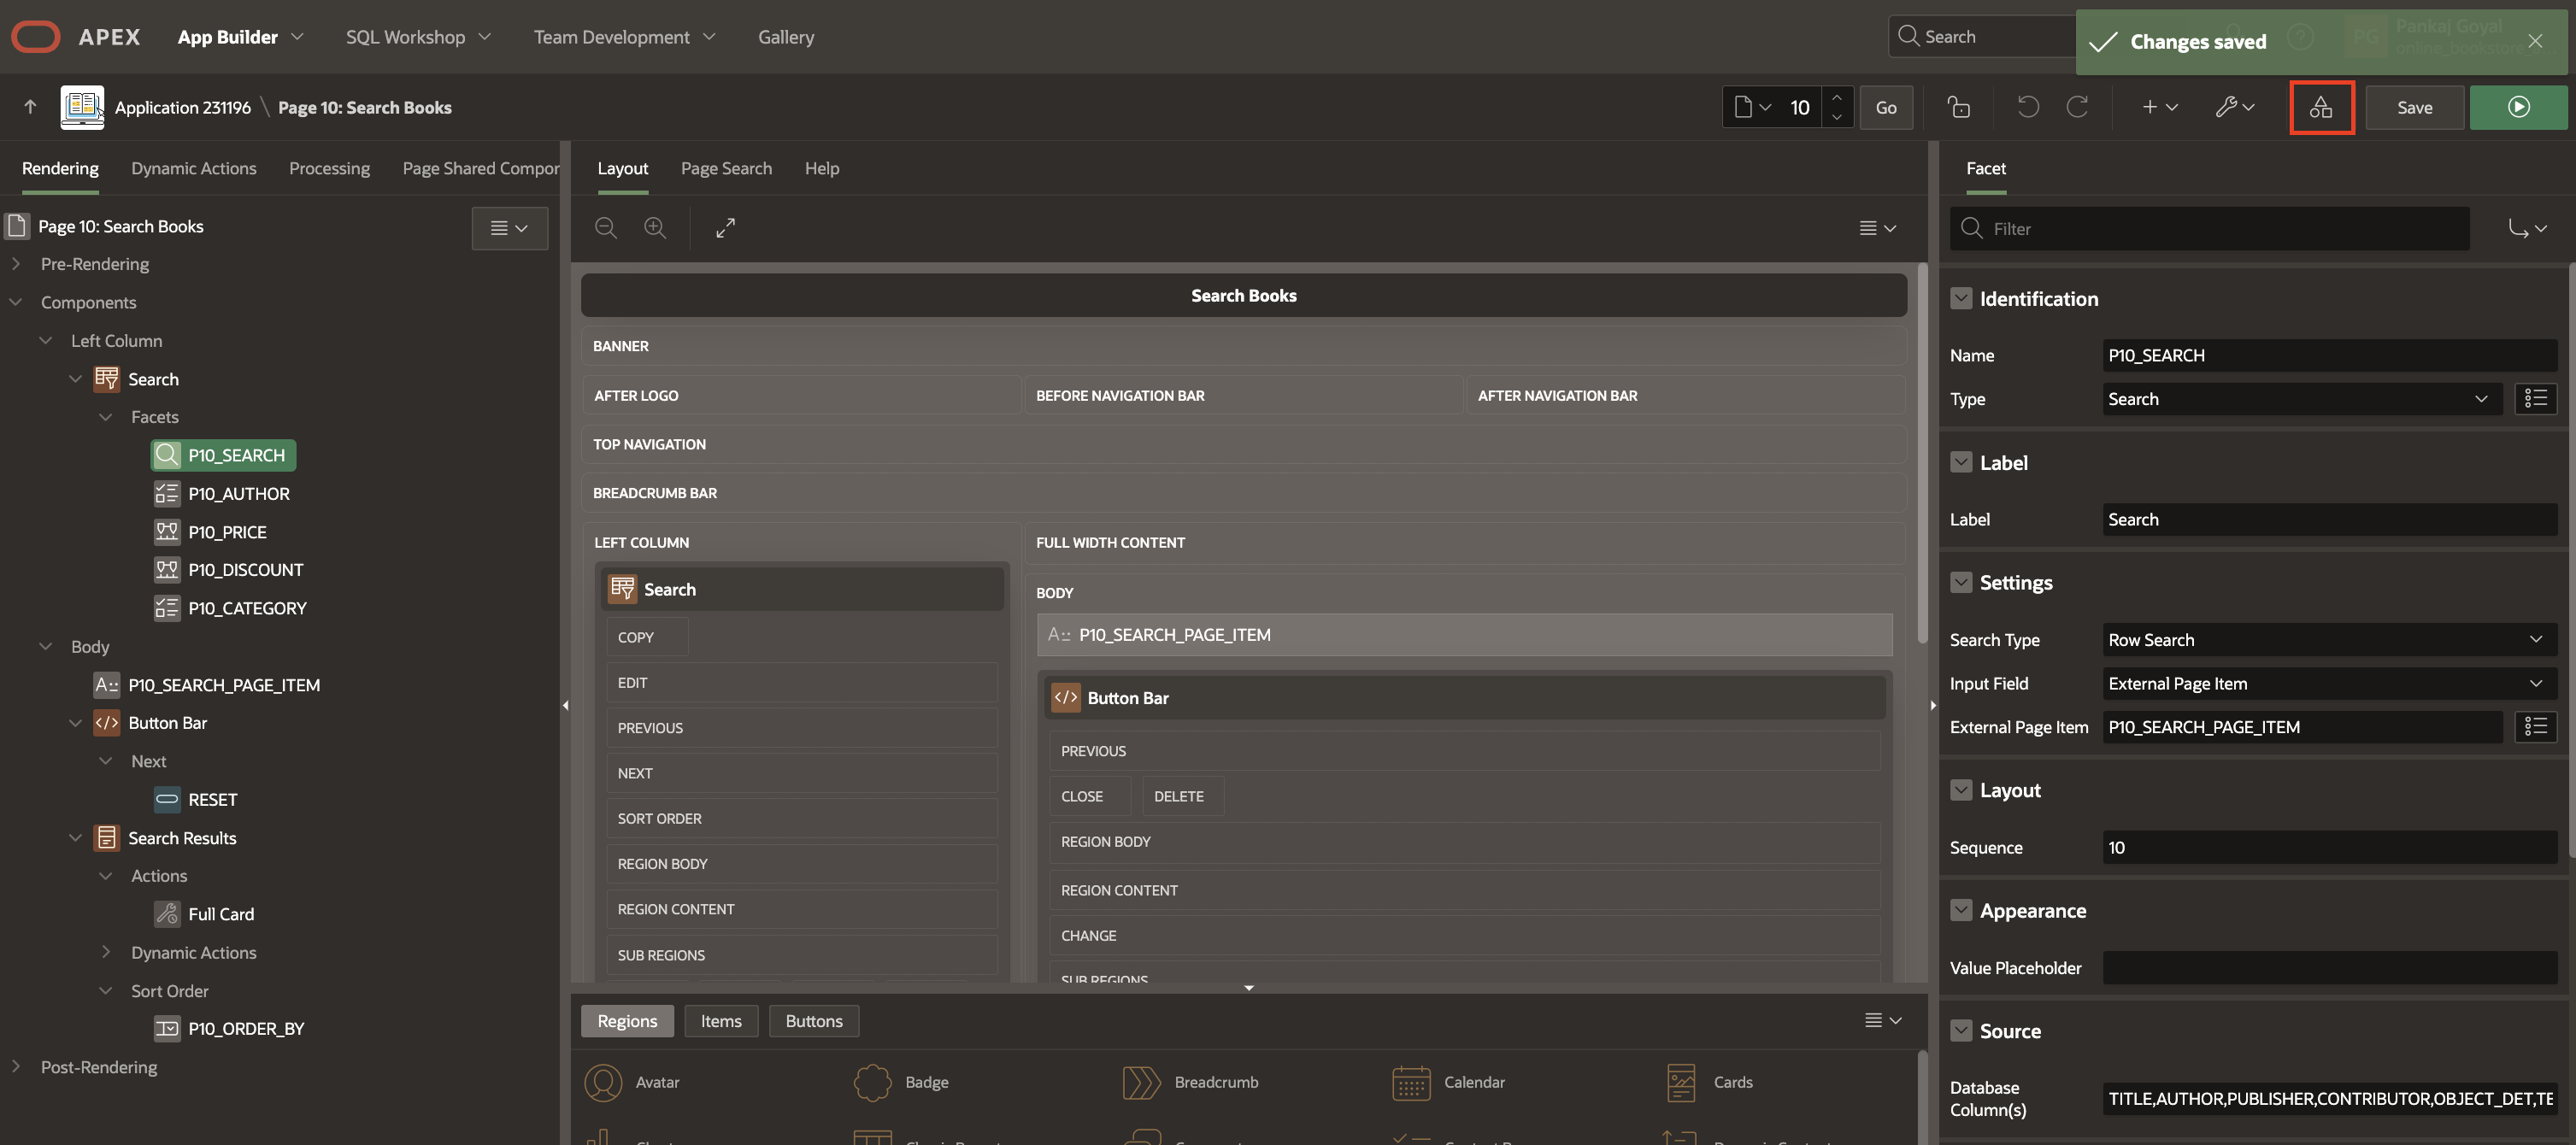 APEX App Builder SQL Workshop Team Development Gallery Search
Changes saved
Pankaj Goyal
Application 231196 \ Page 10: Search Books 10 Go Save
Rendering Dynamic Actions Processing Page Shared Compor
Page 10: Search Books
Pre-Rendering
Components
Left Column
Search
Facets
P10_SEARCH
P10_AUTHOR
P10_PRICE
P10_DISCOUNT
P10_CATEGORY
Body
P10_SEARCH_PAGE_ITEM
Button Bar
Next
RESET
Search Results
Actions
Full Card
Dynamic Actions
Sort Order
P10_ORDER_BY
Post-Rendering
Layout Page Search Help
Search Books
BANNER
AFTER LOGO BEFORE NAVIGATION BAR AFTER NAVIGATION BAR
TOP NAVIGATION
BREADCRUMB BAR
LEFT COLUMN
Search
COPY
EDIT
PREVIOUS
NEXT
SORT ORDER
REGION BODY
REGION CONTENT
SUB REGIONS
FULL WIDTH CONTENT
BODY
P10_SEARCH_PAGE_ITEM
Button Bar
PREVIOUS
CLOSE DELETE
REGION BODY
REGION CONTENT
CHANGE
SUB REGIONS
Regions Items Buttons
Avatar Badge Breadcrumb Calendar Cards
Facet
Filter
Identification
Name P10_SEARCH
Type Search
Label
Label Search
Settings
Search Type Row Search
Input Field External Page Item
External Page Item P10_SEARCH_PAGE_ITEM
Layout
Sequence 10
Appearance
Value Placeholder
Source
Database
Column(s) TITLE,AUTHOR,PUBLISHER,CONTRIBUTOR,OBJECT_DET,TE